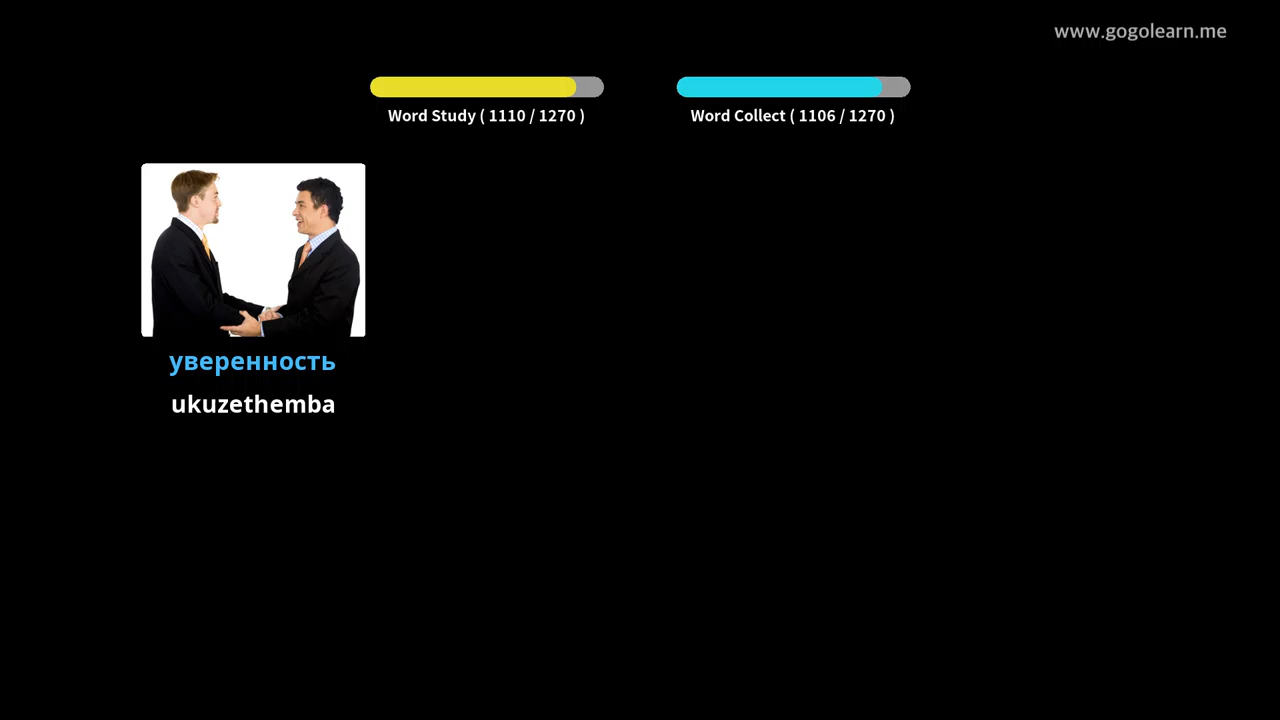 www.gogolearn.me
Word Study ( 1110 / 1270 )
Word Collect ( 1106 / 1270 )
уверенность
ukuzethemba